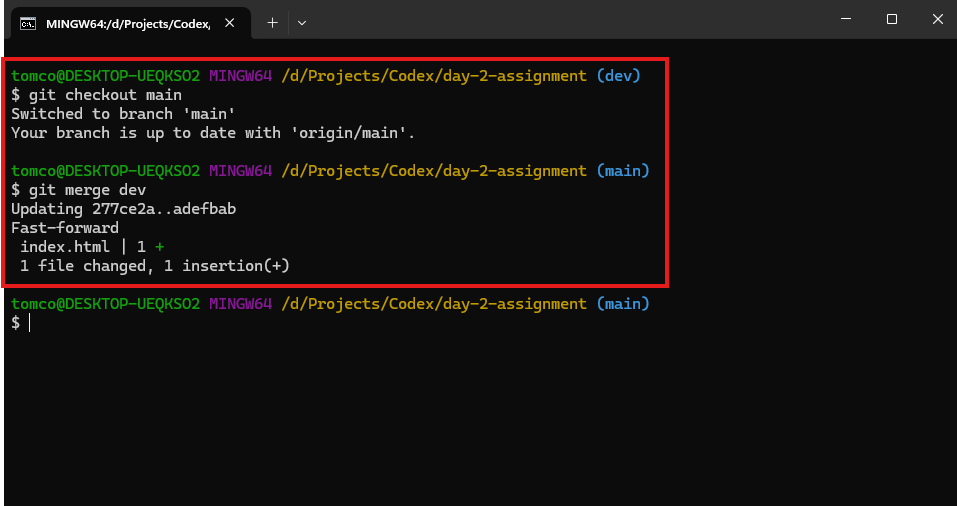 MINGW64:/d/Projects/Codex/
tomco@DESKTOP-UEQKSO2 MINGW64 /d/Projects/Codex/day-2-assignment (dev)
$ git checkout main
Switched to branch 'main'
Your branch is up to date with 'origin/main'.
tomco@DESKTOP-UEQKSO2 MINGW64 /d/Projects/Codex/day-2-assignment (main)
$ git merge dev
Updating 277ce2a..adefbab
Fast-forward
 index.html | 1 +
 1 file changed, 1 insertion(+)
tomco@DESKTOP-UEQKSO2 MINGW64 /d/Projects/Codex/day-2-assignment (main)
$